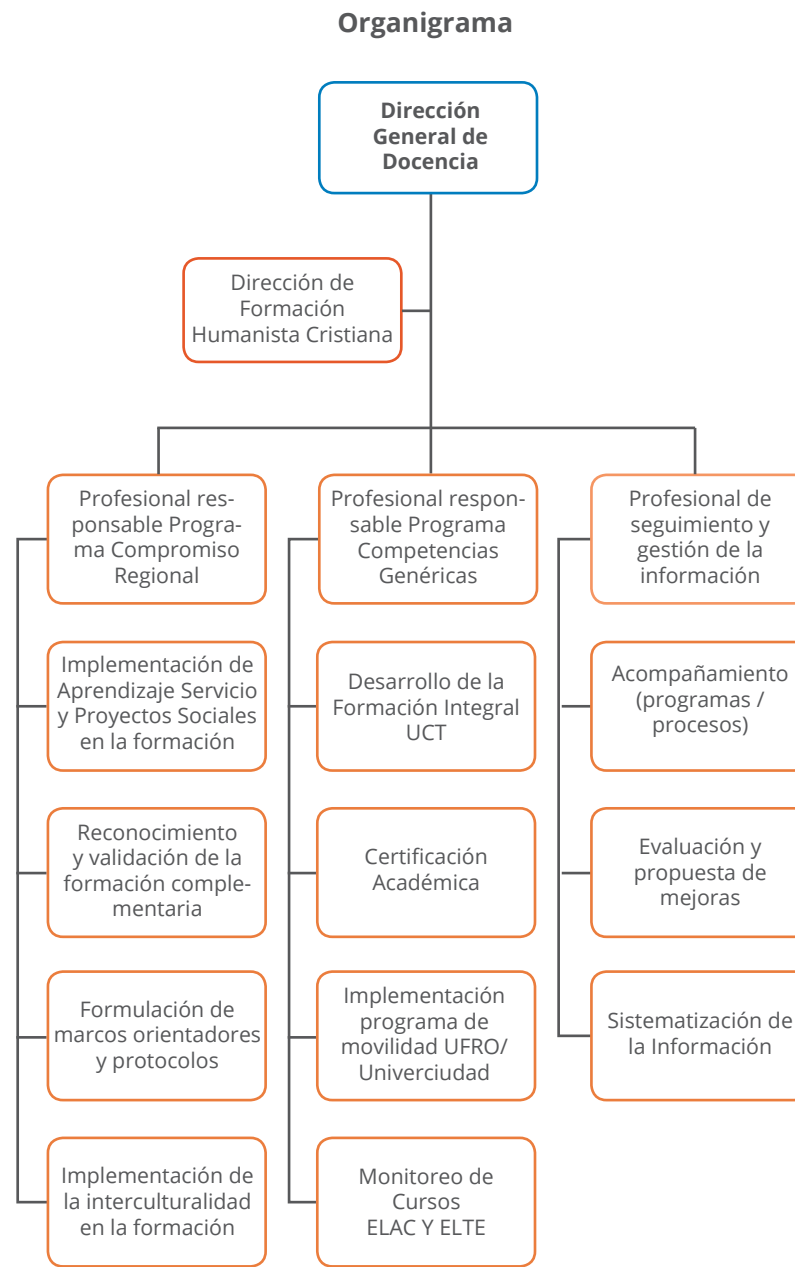 Organigrama
Dirección
General de
Docencia
Dirección de
Formación
Humanista Cristiana
Profesional res-
ponsable Progra-
ma Compromiso
Regional
Implementación de
Aprendizaje Servicio
y Proyectos Sociales
en la formación
Reconocimiento
y validación de la
formación comple-
mentaria
Formulación de
marcos orientadores
y protocolos
Implementación de
la interculturalidad
en la formación
Profesional respon-
sable Programa
Competencias
Genéricas
Desarrollo de la
Formación Integral
UCT
Certificación
Académica
Implementación
programa de
movilidad UFRO/
Univerciudad
Monitoreo de
Cursos
ELAC Y ELTE
Profesional de
seguimiento y
gestión de la
información
Acompañamiento
(programas /
procesos)
Evaluación y
propuesta de
mejoras
Sistematización de
la Información